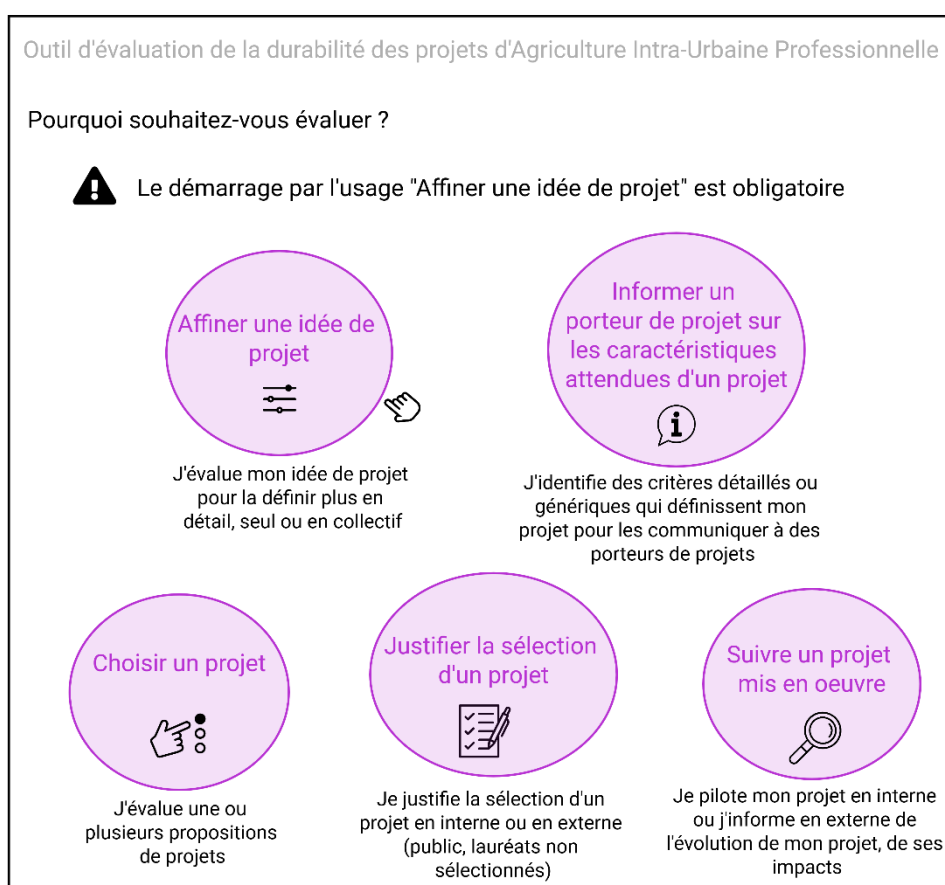 Outil d'évaluation de la durabilité des projets d'Agriculture Intra-Urbaine Professionnelle
Pourquoi souhaitez-vous évaluer ?
Le démarrage par l'usage "Affiner une idée de projet" est obligatoire
Affiner une idée de
projet
J'évalue mon idée de projet
pour la définir plus en
détail, seul ou en collectif
Informer un
porteur de projet sur
les caractéristiques
attendues d'un projet
J'identifie des critères détaillés ou
génériques qui définissent mon
projet pour les communiquer à des
porteurs de projets
Choisir un projet
J'évalue une ou
plusieurs propositions
de projets
Justifier la sélection
d'un projet
Je justifie la sélection d'un
projet en interne ou en externe
(public, lauréats non
sélectionnés)
Suivre un projet
mis en oeuvre
Je pilote mon projet en interne
ou j'informe en externe de
l'évolution de mon projet, de ses
impacts